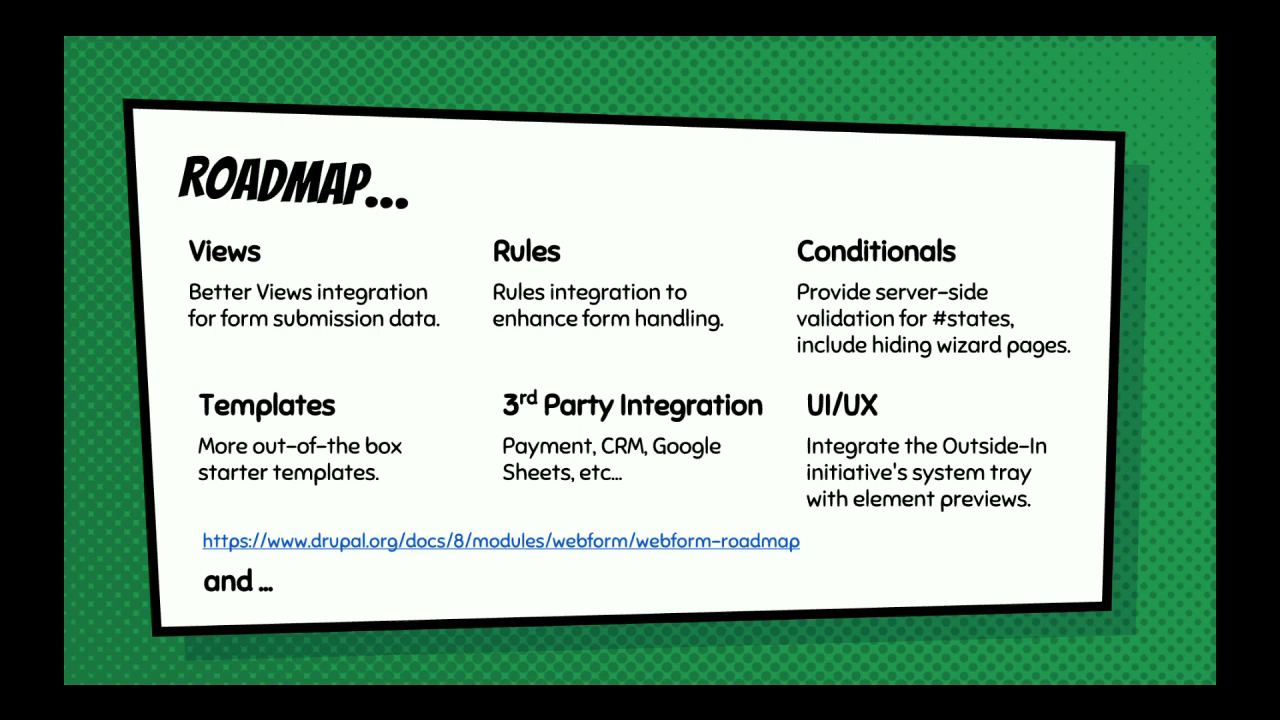 ROADMAP...
Views
Better Views integration
for form submission data.
Rules
Rules integration to
enhance form handling.
Conditionals
Provide server-side
validation for #states,
include hiding wizard pages.
Templates
More out-of-the box
starter templates.
3rd Party Integration
Payment, CRM, Google
Sheets, etc...
UI/UX
Integrate the Outside-In
initiative's system tray
with element previews.
https://www.drupal.org/docs/8/modules/webform/webform-roadmap
and ...